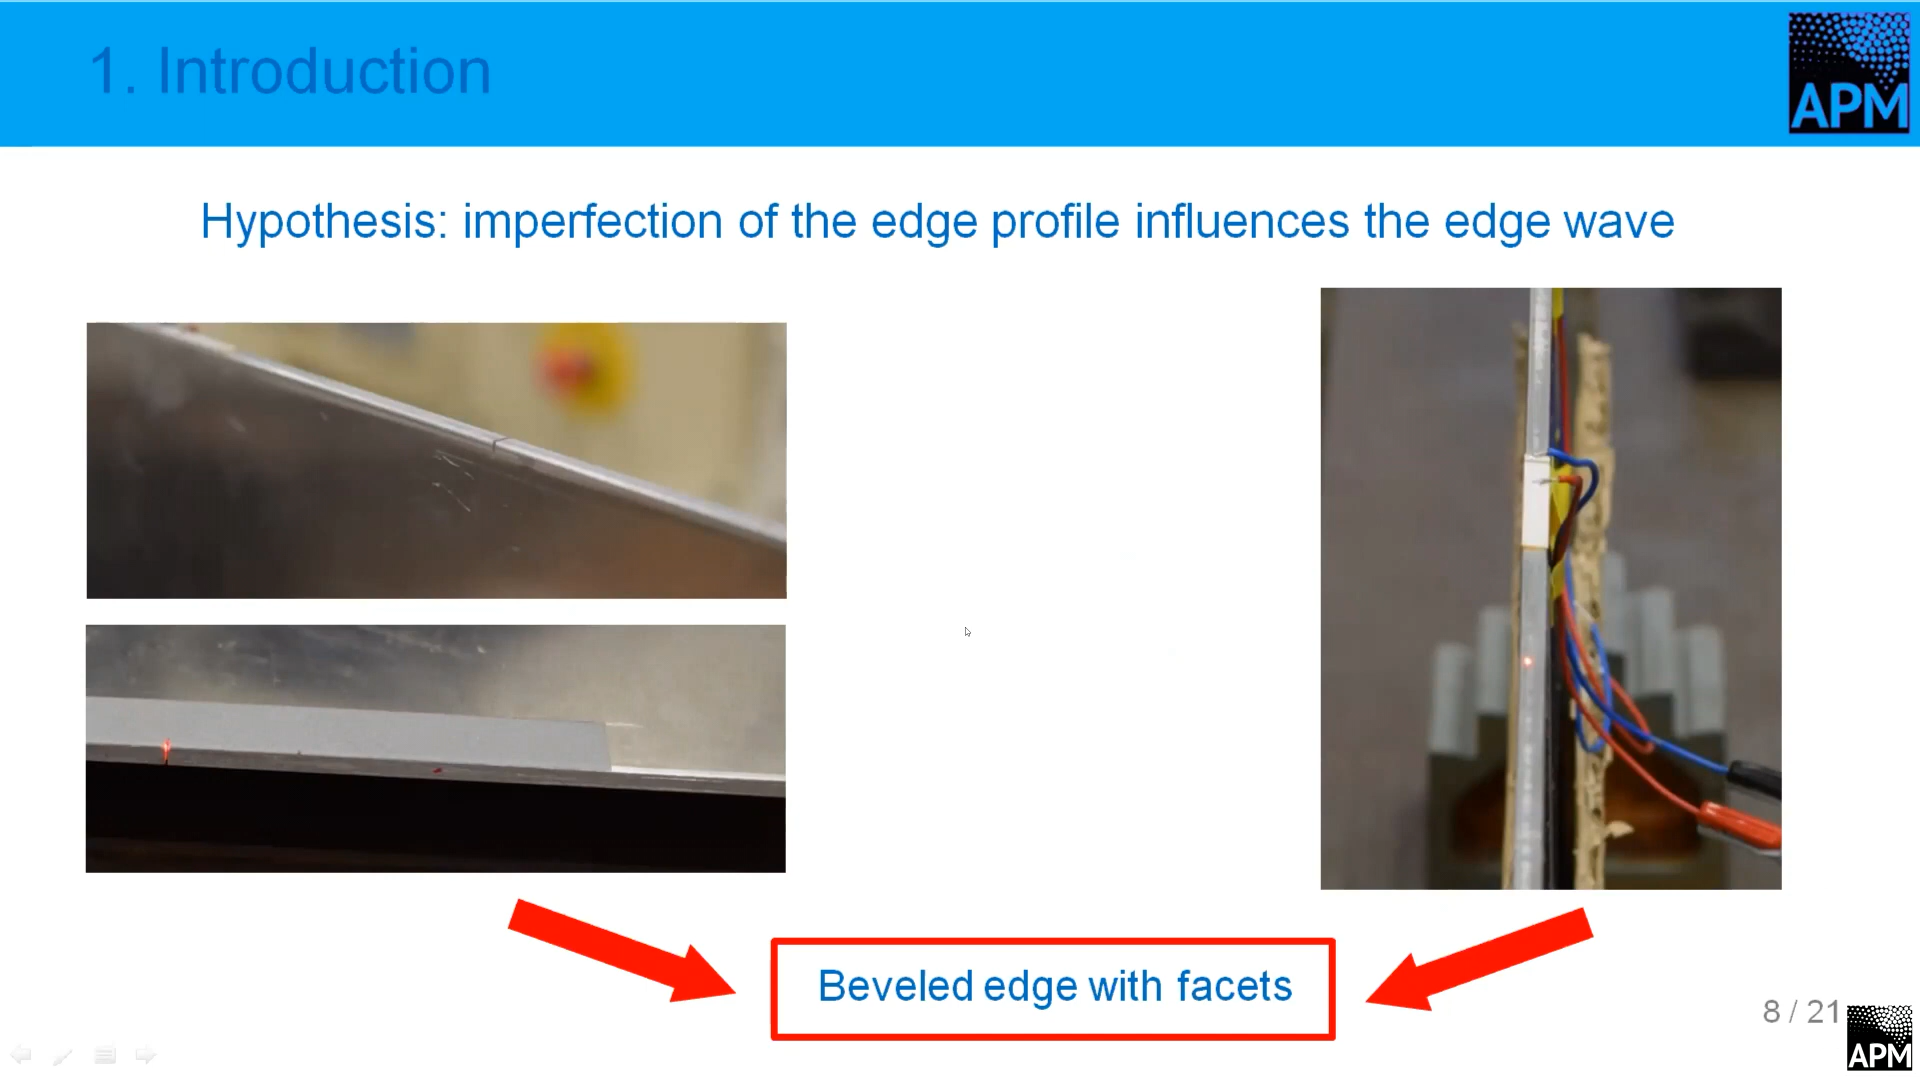 1. Introduction
APM
Hypothesis: imperfection of the edge profile influences the edge wave
Beveled edge with facets
8 / 21
APM